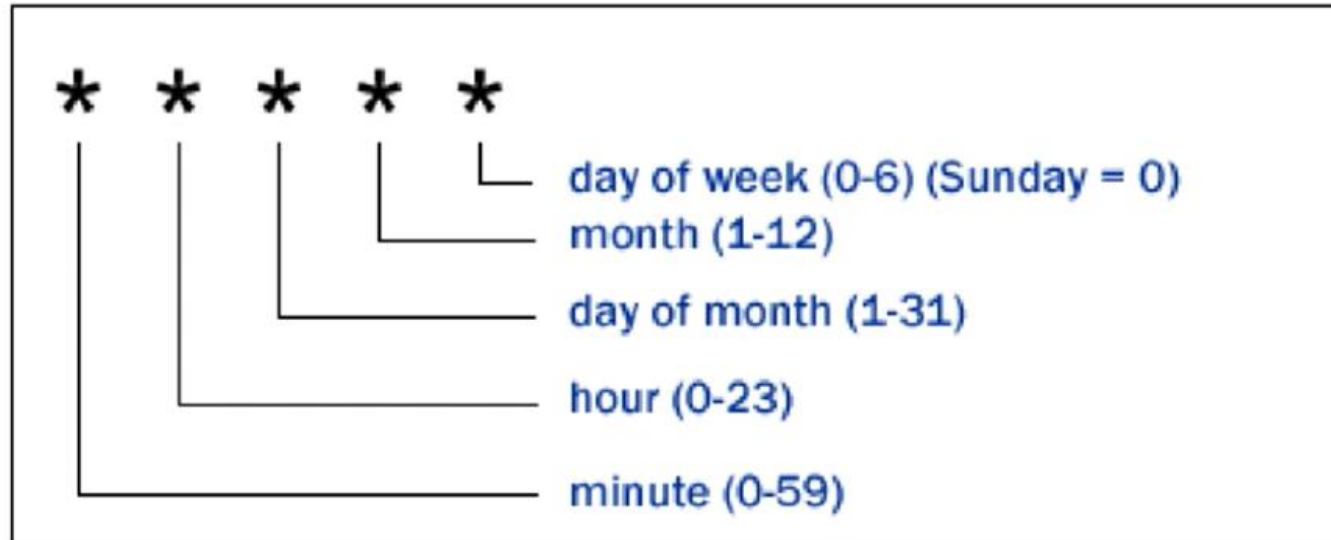 * * * * *
day of week (0-6) (Sunday = 0)
month (1-12)
day of month (1-31)
hour (0-23)
minute (0-59)